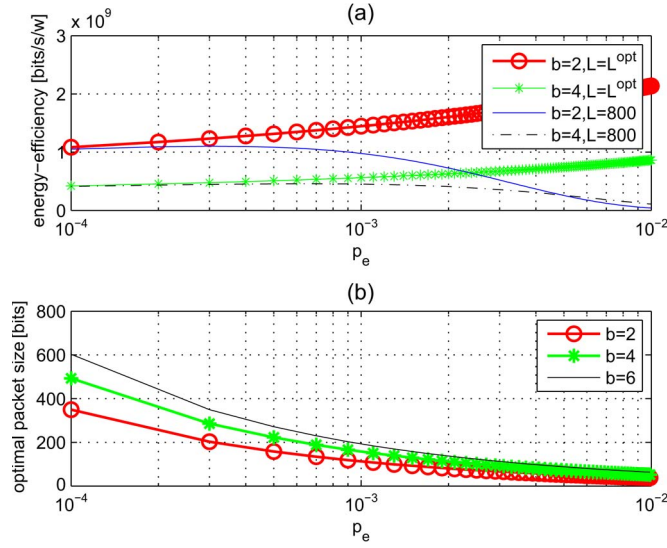 (a)
x 10^9
energy-efficiency [bits/s/w]
3
2
1
0
b=2,L=L^opt
b=4,L=L^opt
b=2,L=800
b=4,L=800
10^-4
10^-3
10^-2
p_e
(b)
optimal packet size [bits]
800
600
400
200
0
b=2
b=4
b=6
10^-4
10^-3
10^-2
p_e